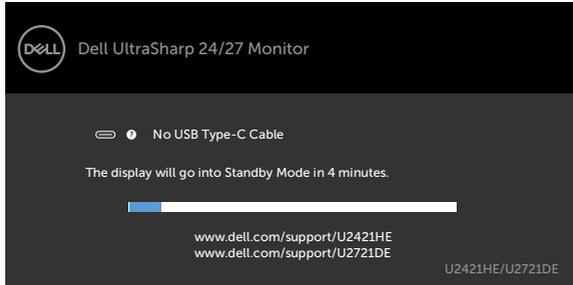 DELL
Dell UltraSharp 24/27 Monitor
? No USB Type-C Cable
The display will go into Standby Mode in 4 minutes.
www.dell.com/support/U2421HE
www.dell.com/support/U2721DE
U2421HE/U2721DE